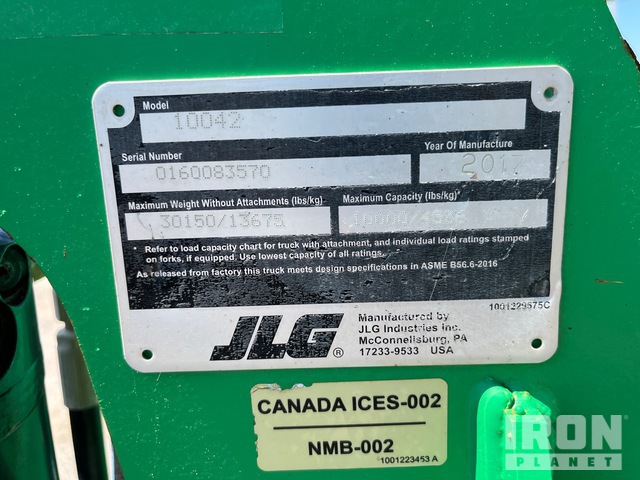 Model
10042
Serial Number
0160083570
Year Of Manufacture
2017
Maximum Weight Without Attachments (lbs/kg)
30150/13675
Maximum Capacity (lbs/kg)*
10000/4536
* Refer to load capacity chart for truck with attachment, and individual load ratings stamped
on forks, if equipped. Use lowest capacity of all ratings.
As released from factory this truck meets design specifications in ASME B56.6-2016
1001229575C
JLG®
Manufactured by
JLG Industries Inc.
McConnellsburg, PA
17233-9533 USA
CANADA ICES-002
NMB-002
1001223453 A
IRON
PLANET